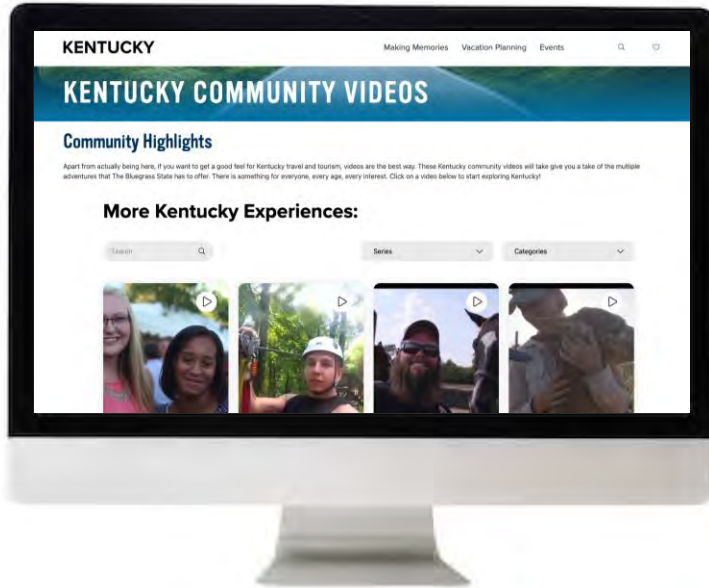 KENTUCKY
Making Memories Vacation Planning Events
KENTUCKY COMMUNITY VIDEOS
Community Highlights
Apart from actually being here, if you want to get a good feel for Kentucky travel and tourism, videos are the best way. These Kentucky community videos will take give you a take of the multiple
adventures that The Bluegrass State has to offer. There is something for everyone, every age, every interest. Click on a video below to start exploring Kentucky!
More Kentucky Experiences:
Search Series Categories